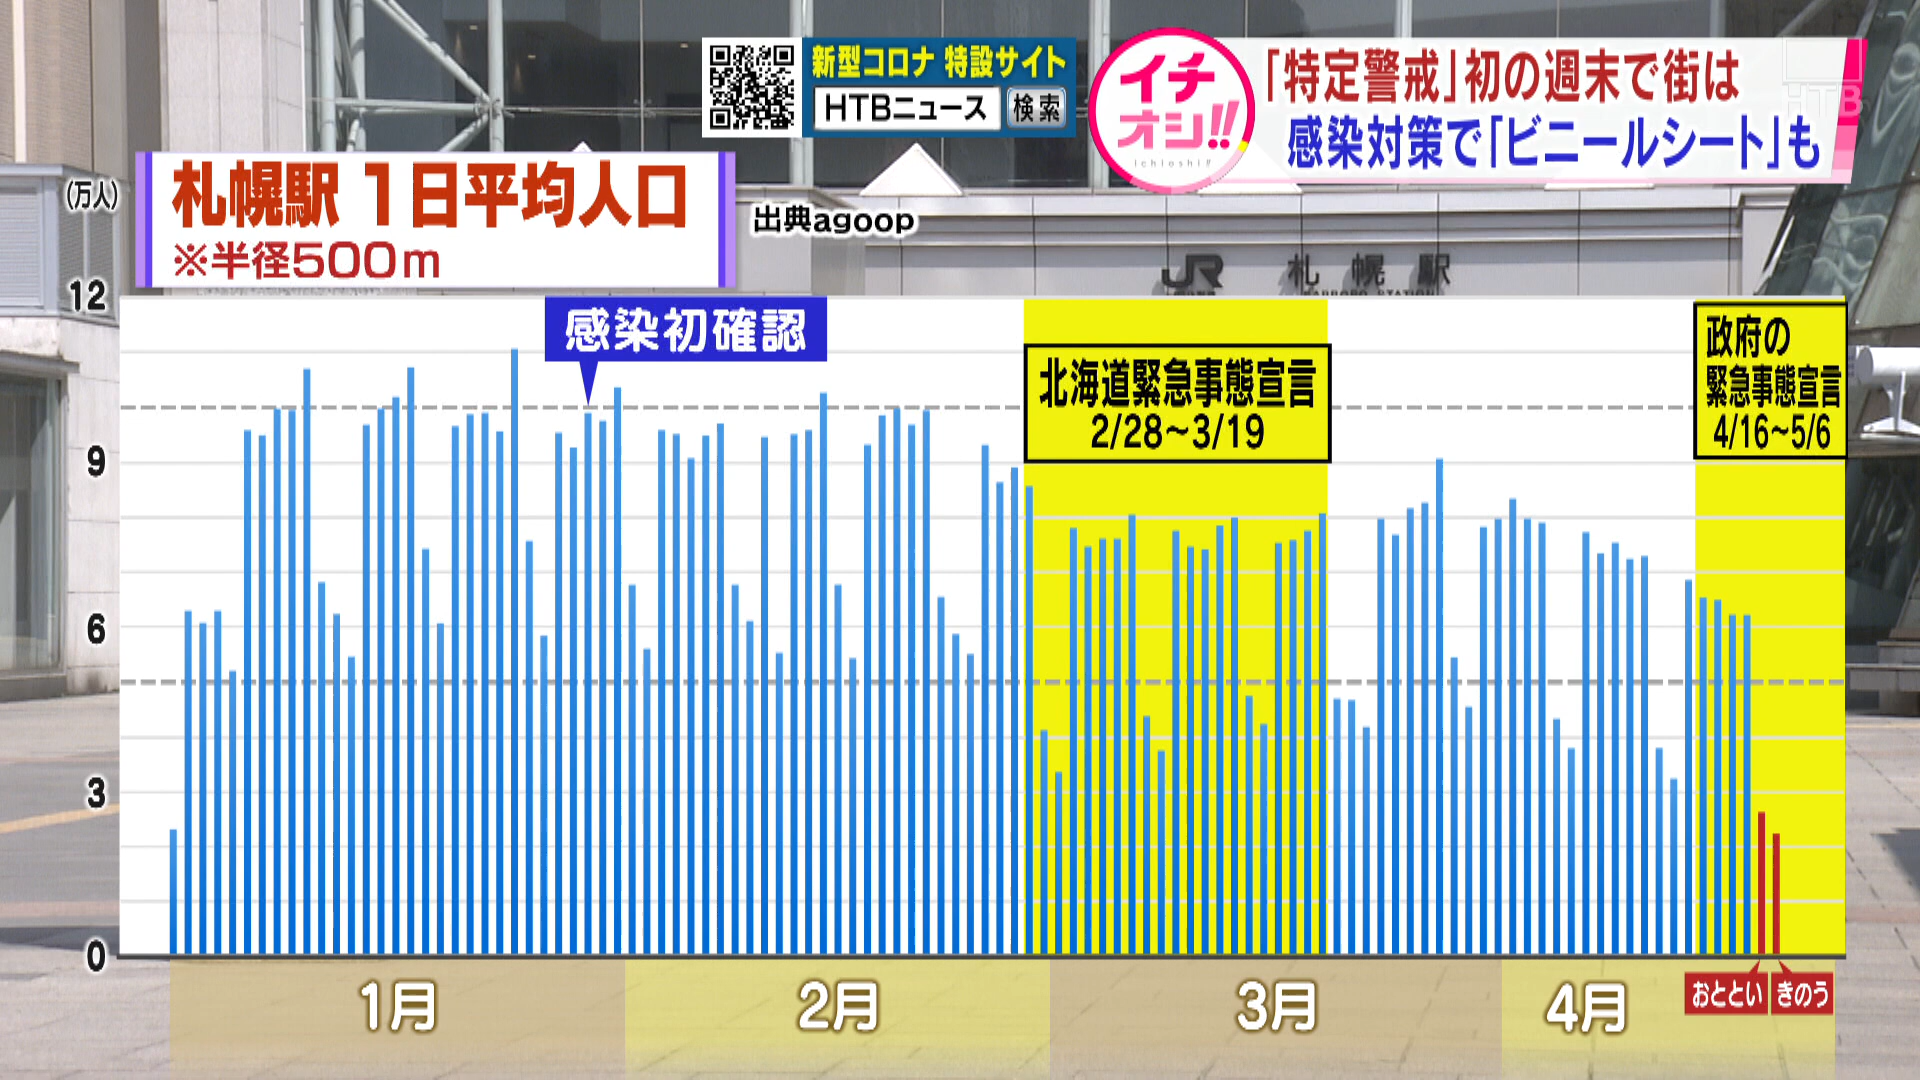 新型コロナ 特設サイト
HTBニュース 検索
イチオシ!!
ichioshi!!
「特定警戒」初の週末で街は
感染対策で「ビニールシート」も
HTB
(万人)
札幌駅 1日平均人口
※半径500m
出典agoop
JR 札幌駅
12
9
6
3
0
感染初確認
北海道緊急事態宣言
2/28~3/19
政府の
緊急事態宣言
4/16~5/6
1月
2月
3月
4月
おととい
きのう